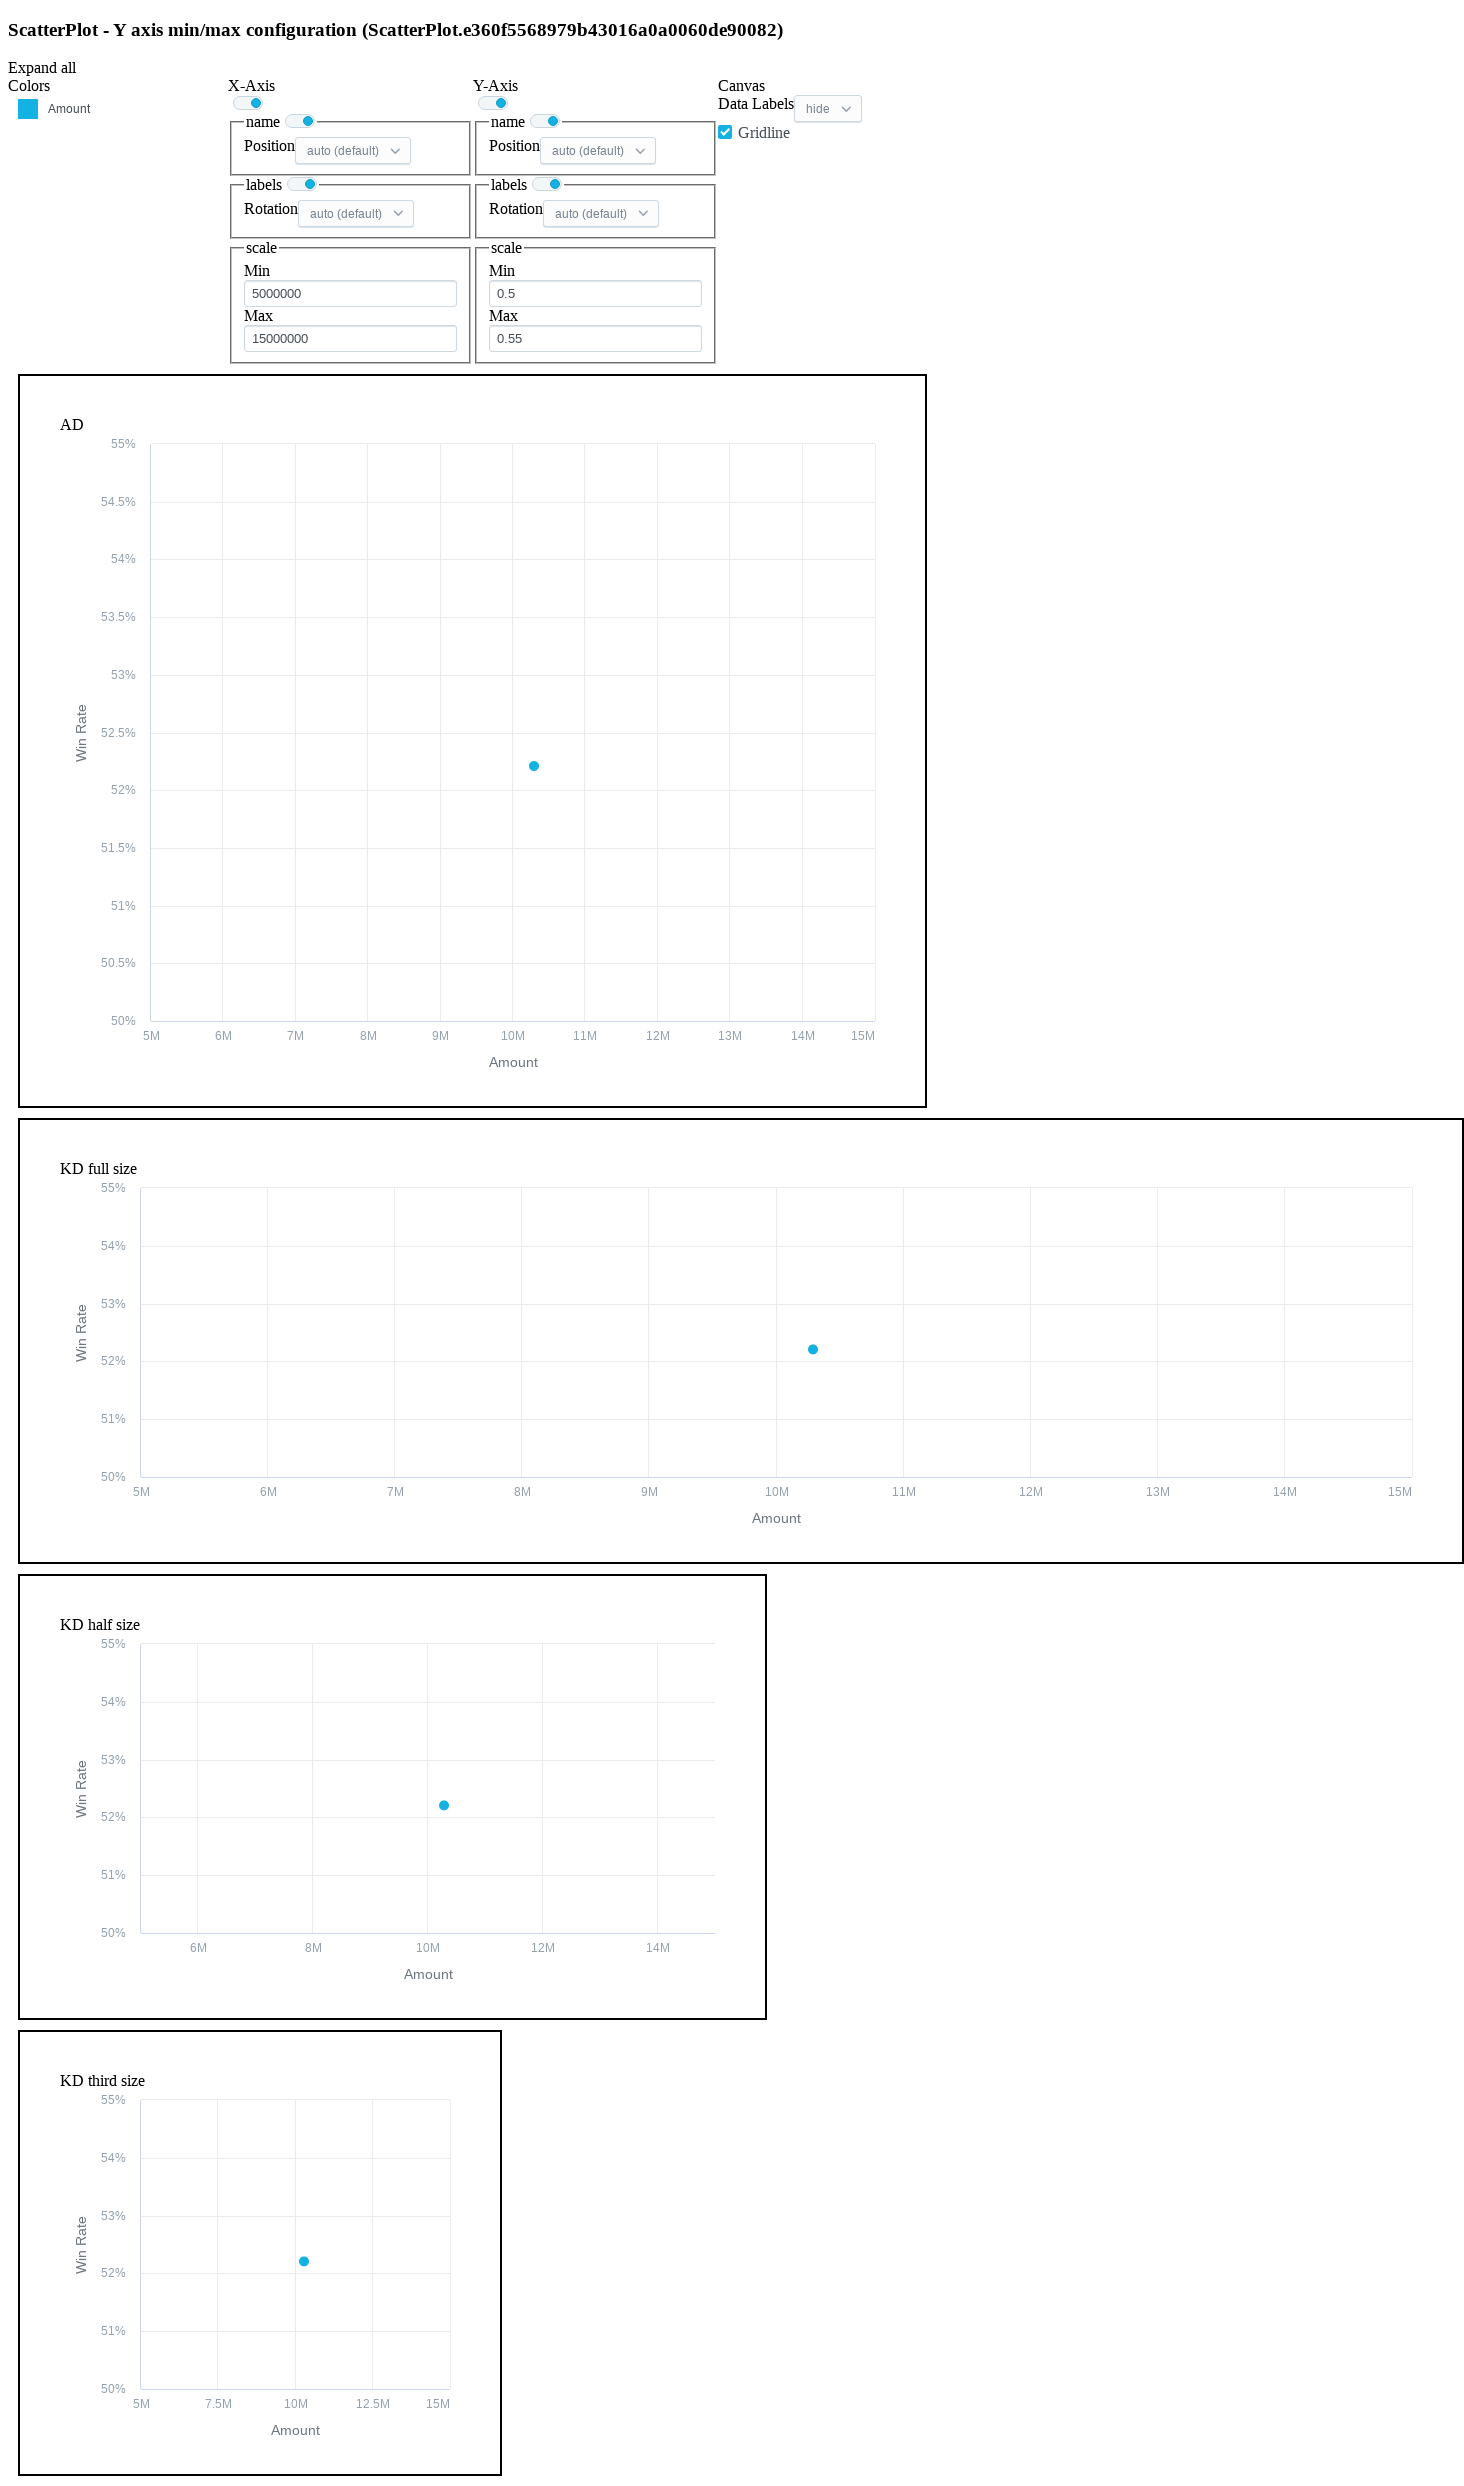 ScatterPlot - Y axis min/max configuration (ScatterPlot.e360f5568979b43016a0a0060de90082)
Expand all
Colors
Amount
X-Axis
name
Position auto (default)
labels
Rotation auto (default)
scale
Min
5000000
Max
15000000
Y-Axis
name
Position auto (default)
labels
Rotation auto (default)
scale
Min
0.5
Max
0.55
Canvas
Data Labels hide
Gridline
AD
55%
54.5%
54%
53.5%
53%
52.5%
52%
51.5%
51%
50.5%
50%
Win Rate
5M 6M 7M 8M 9M 10M 11M 12M 13M 14M 15M
Amount
KD full size
55%
54%
53%
52%
51%
50%
Win Rate
5M 6M 7M 8M 9M 10M 11M 12M 13M 14M 15M
Amount
KD half size
55%
54%
53%
52%
51%
50%
Win Rate
6M 8M 10M 12M 14M
Amount
KD third size
55%
54%
53%
52%
51%
50%
Win Rate
5M 7.5M 10M 12.5M 15M
Amount